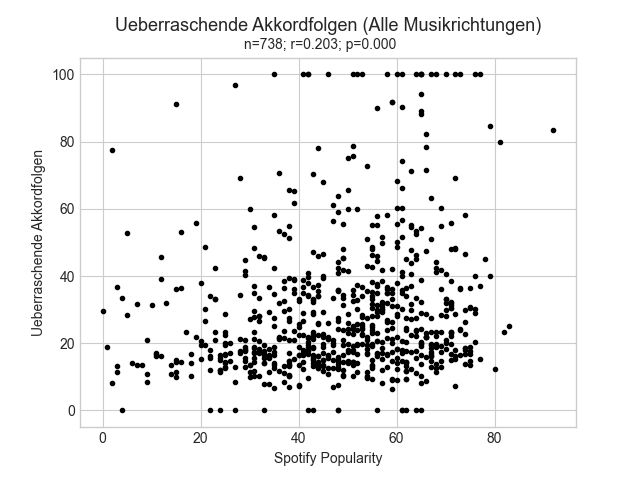 Ueberraschende Akkordfolgen (Alle Musikrichtungen)
n=738; r=0.203; p=0.000
100
80
60
40
20
0
Ueberraschende Akkordfolgen
0 20 40 60 80
Spotify Popularity